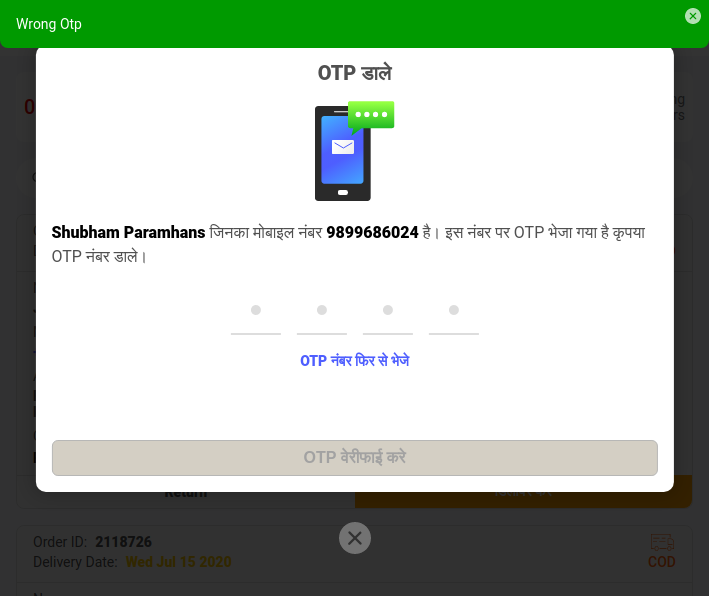 Wrong Otp
OTP डाले
Shubham Paramhans जिनका मोबाइल नंबर 9899686024 है। इस नंबर पर OTP भेजा गया है कृपया
OTP नंबर डाले।
OTP नंबर फिर से भेजे
OTP वेरीफाई करे
Return
Order ID: 2118726
Delivery Date: Wed Jul 15 2020
COD